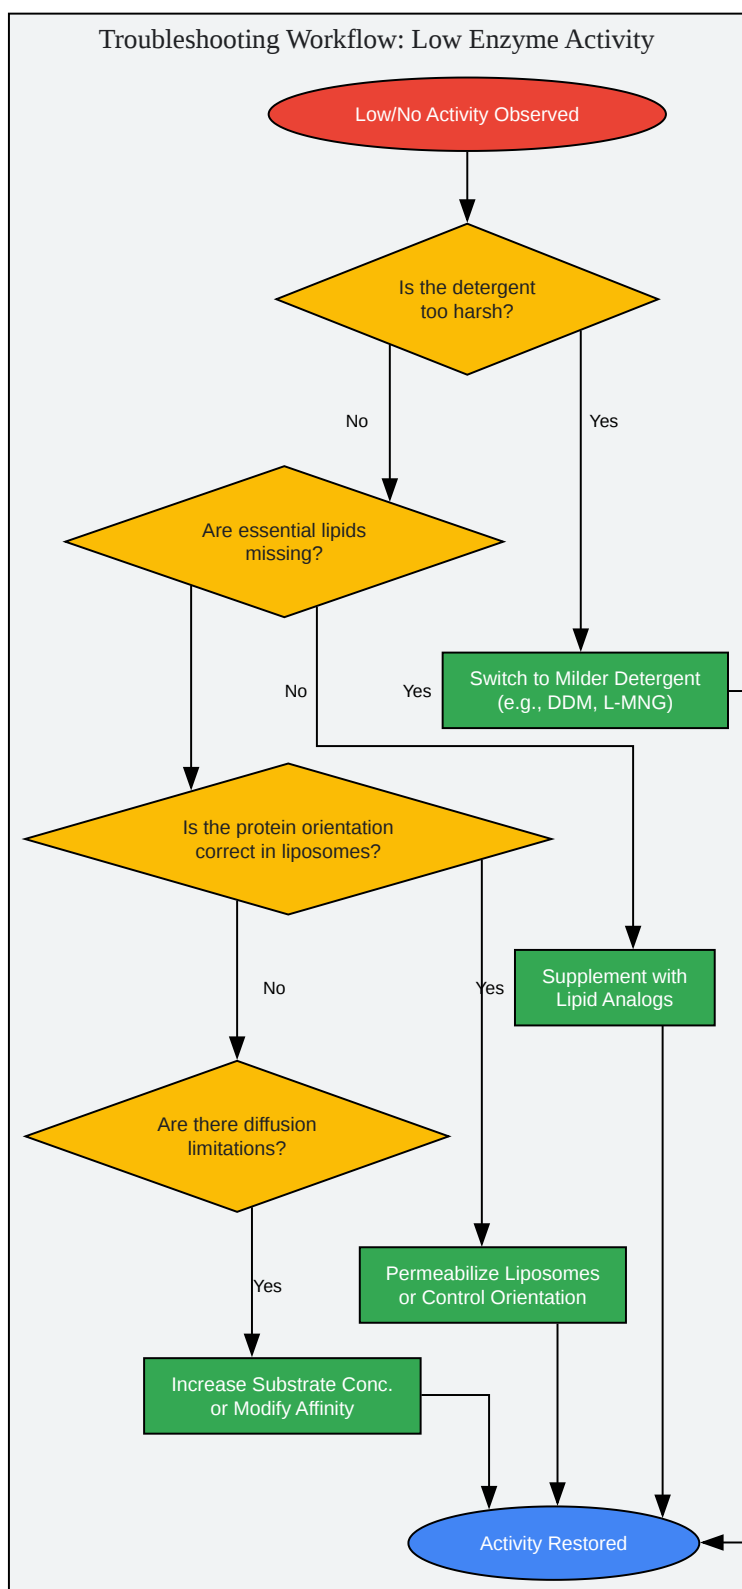 Troubleshooting Workflow: Low Enzyme Activity
Low/No Activity Observed
Is the detergent
too harsh?
No
Yes
Are essential lipids
missing?
No
Yes
Switch to Milder Detergent
(e.g., DDM, L-MNG)
Is the protein orientation
correct in liposomes?
No
Yes
Supplement with
Lipid Analogs
Are there diffusion
limitations?
Yes
Permeabilize Liposomes
or Control Orientation
Increase Substrate Conc.
or Modify Affinity
Activity Restored